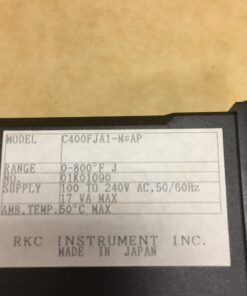 MODEL C400FJA1-M※AP
RANGE 0-800°F J
NO. 01K01090
SUPPLY 100 TO 240V AC,50/60Hz
17 VA MAX
AMB.TEMP.50°C MAX
RKC INSTRUMENT INC.
MADE IN JAPAN